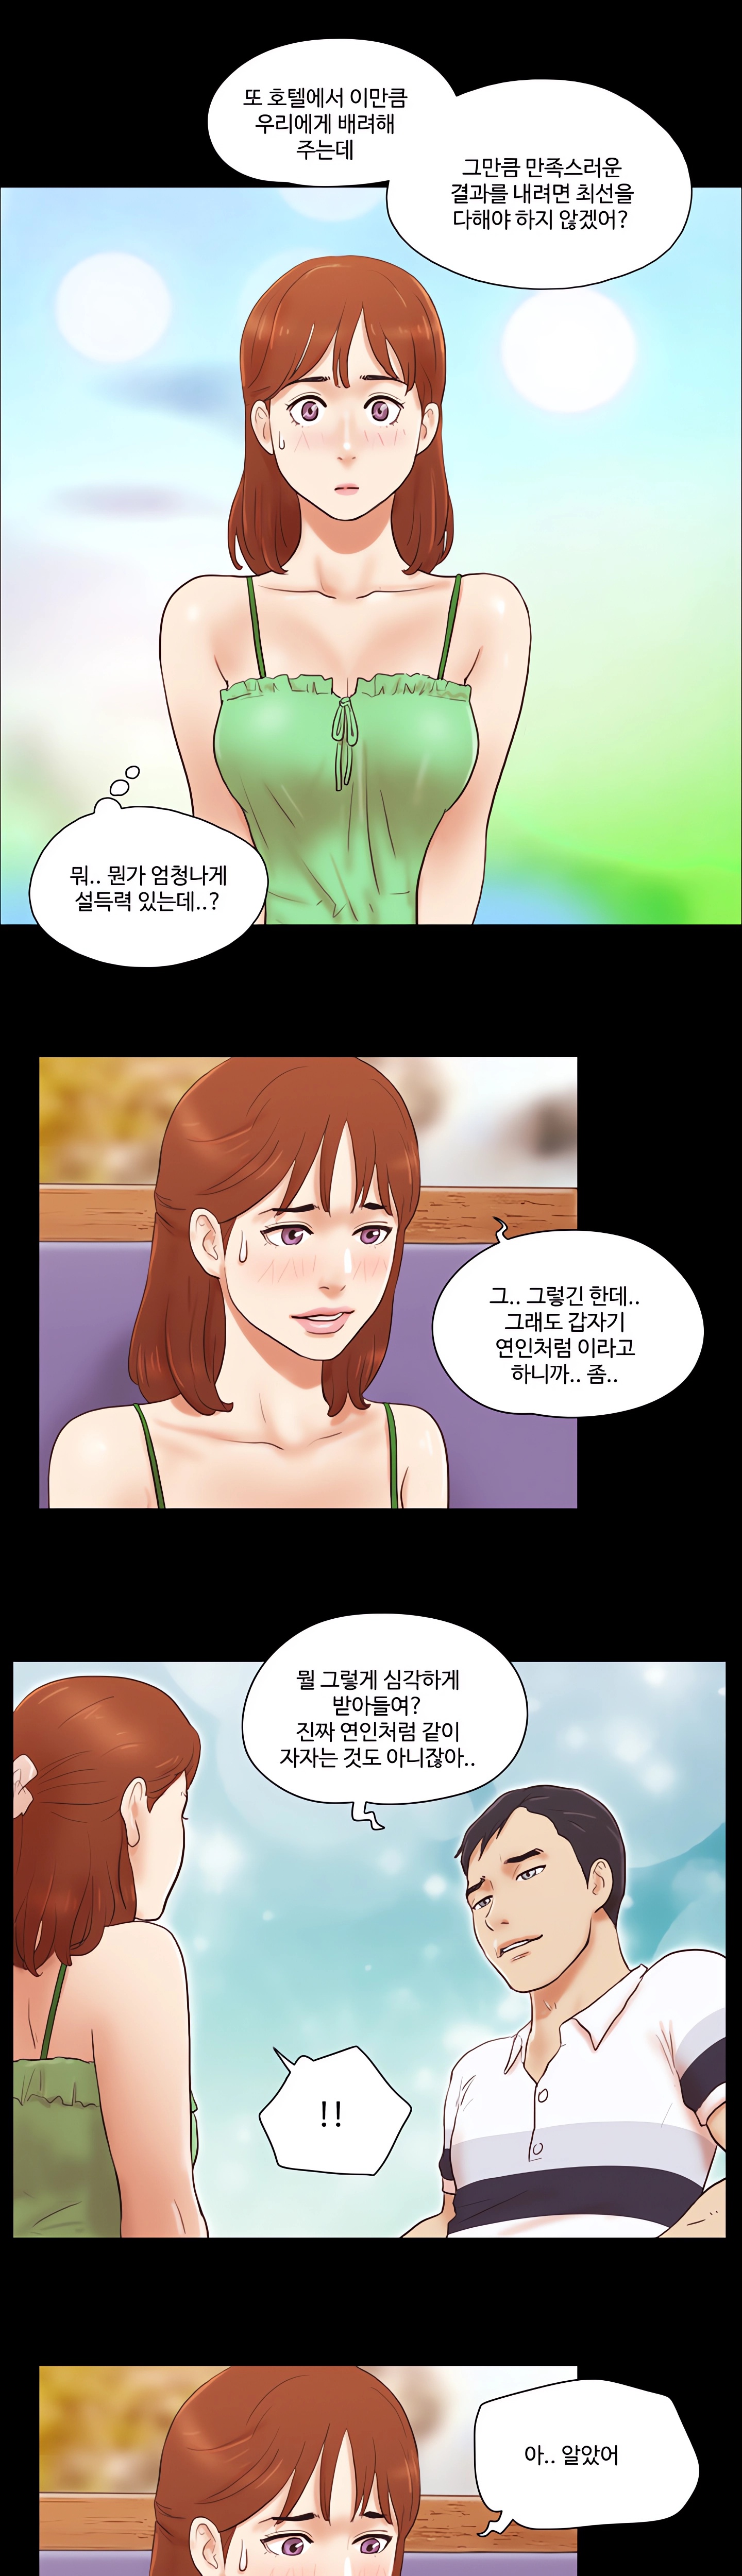 또 호텔에서 이만큼
우리에게 배려해
주는데
그만큼 만족스러운
결과를 내려면 최선을
다해야 하지 않겠어?
뭐.. 뭔가 엄청나게
설득력 있는데..?
그.. 그렇긴 한데..
그래도 갑자기
연인처럼 이라고
하니까.. 좀..
뭘 그렇게 심각하게
받아들여?
진짜 연인처럼 같이
자자는 것도 아니잖아..
!!
아.. 알았어